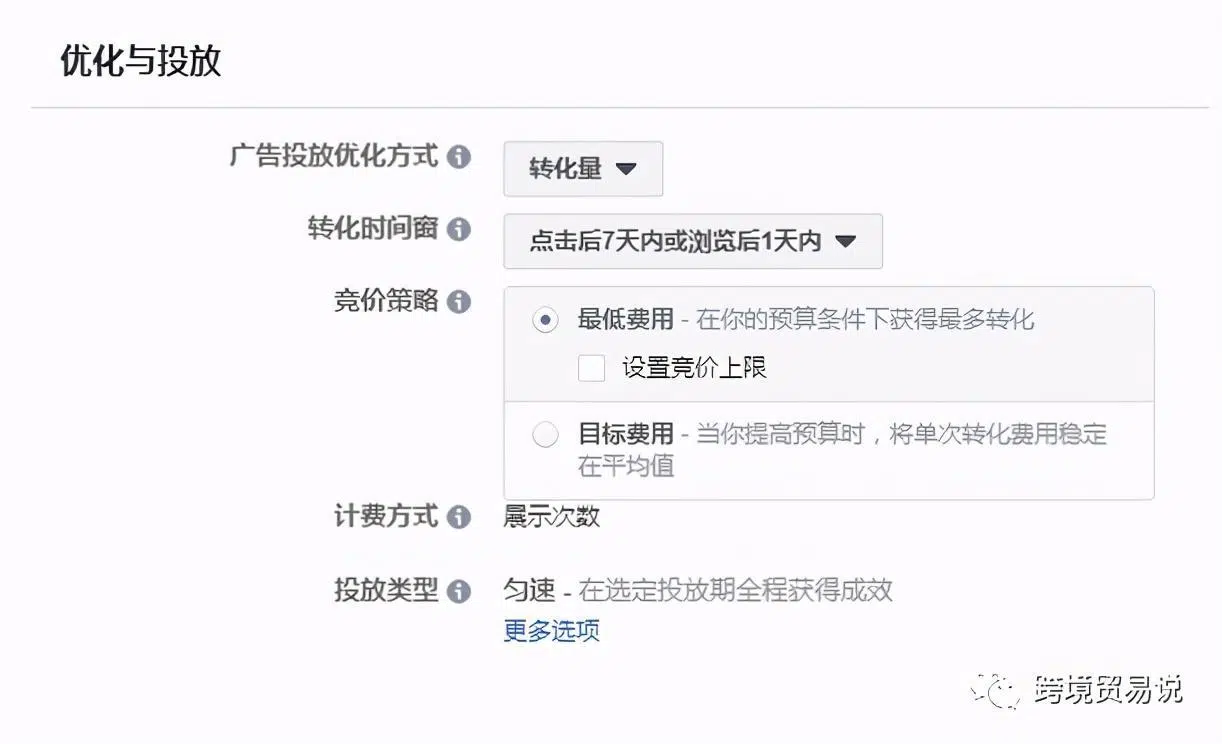 优化与投放
广告投放优化方式 转化量
转化时间窗 点击后7天内或浏览后1天内
竞价策略 最低费用 - 在你的预算条件下获得最多转化
设置竞价上限
目标费用 - 当你提高预算时，将单次转化费用稳定
在平均值
计费方式 展示次数
投放类型 匀速 - 在选定投放期全程获得成效
更多选项
跨境贸易说